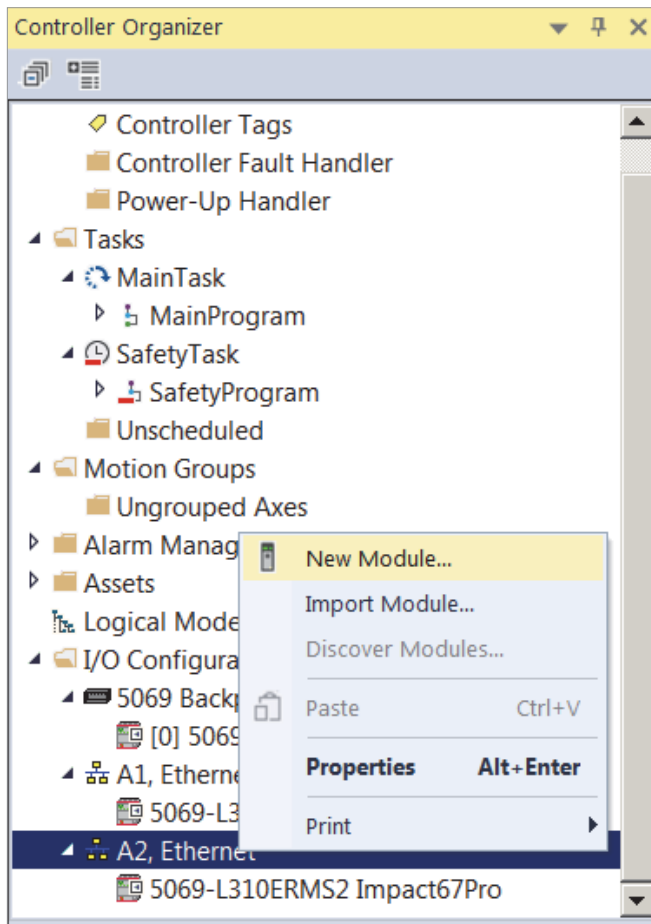 Controller Organizer
Controller Tags
Controller Fault Handler
Power-Up Handler
Tasks
MainTask
MainProgram
SafetyTask
SafetyProgram
Unscheduled
Motion Groups
Ungrouped Axes
Alarm Manag
Assets
Logical Mode
I/O Configura
5069 Backp
[0] 5069
A1, Etherne
5069-L3
A2, Ethernet
5069-L310ERMS2 Impact67Pro
New Module...
Import Module...
Discover Modules...
Paste Ctrl+V
Properties Alt+Enter
Print